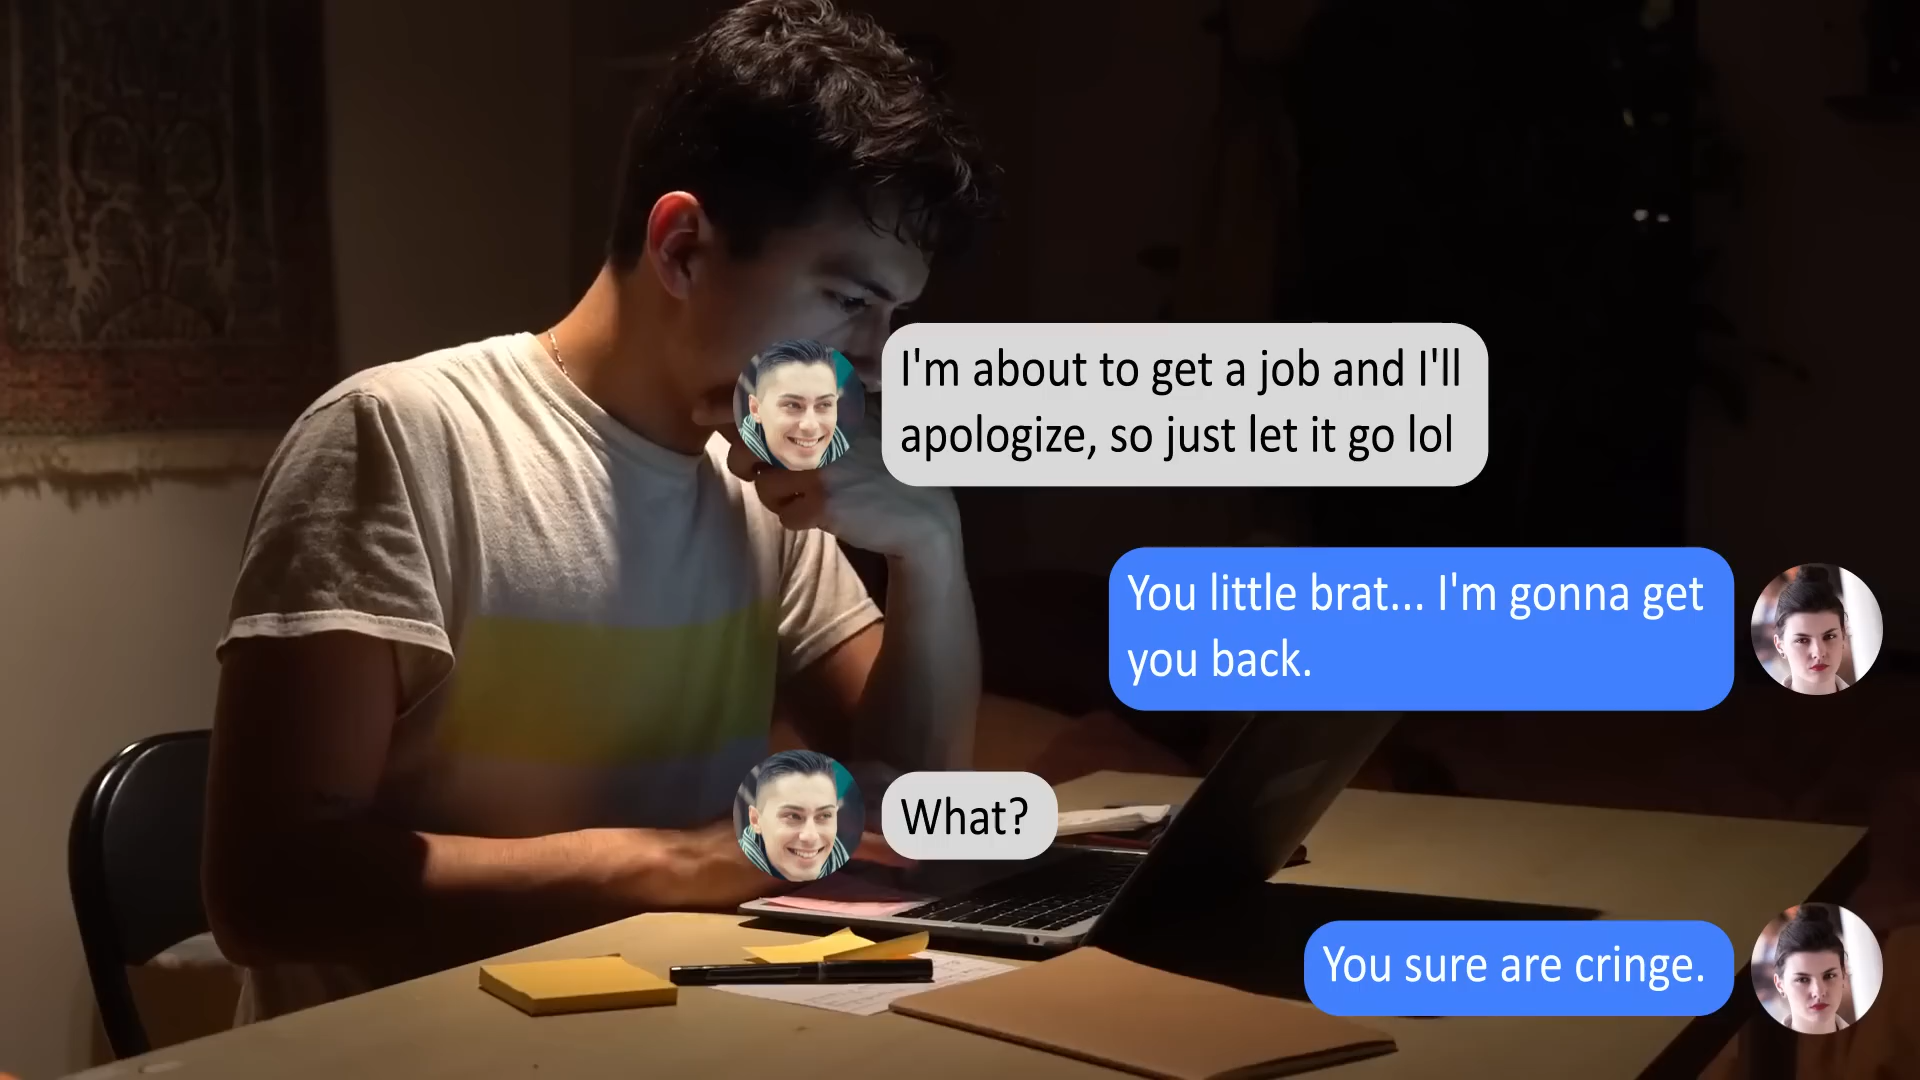 I'm about to get a job and I'll
apologize, so just let it go lol
You little brat... I'm gonna get
you back.
What?
You sure are cringe.